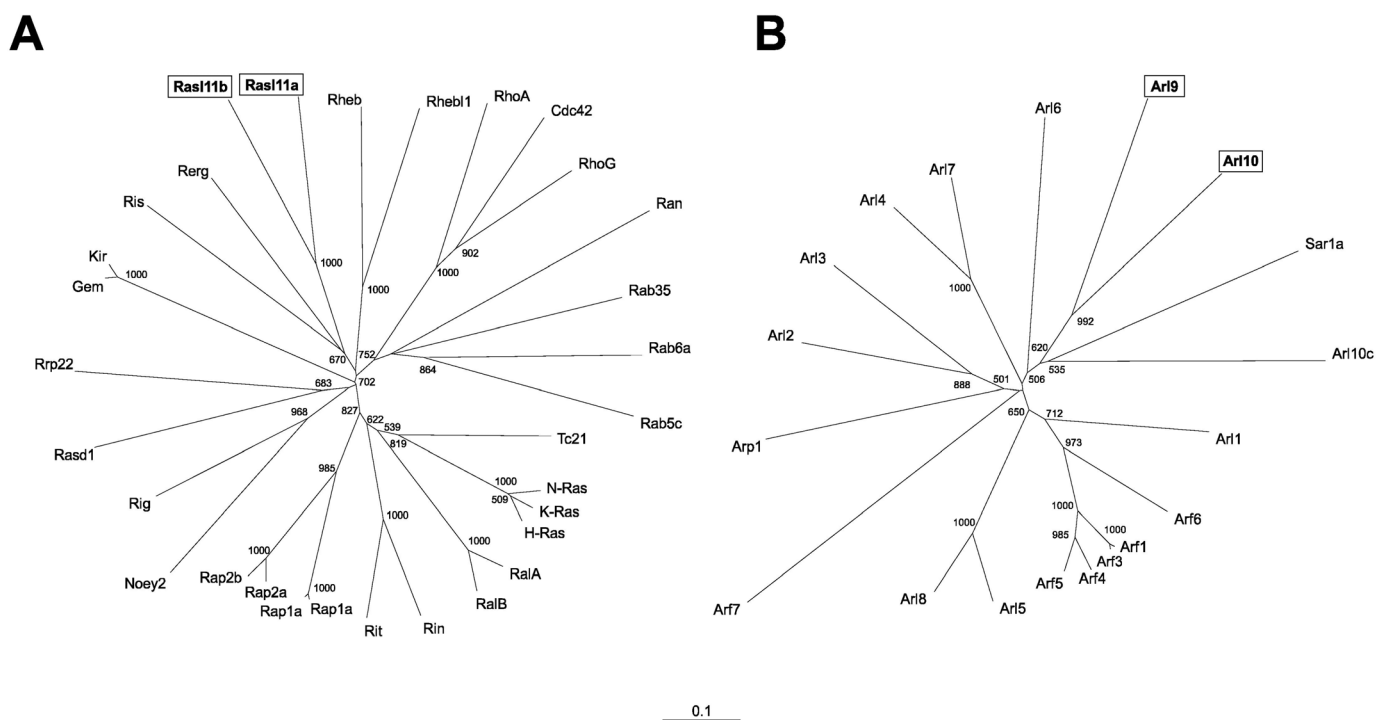 A
B
Rasl11b
Rasl11a
Rheb
Rhebl1
RhoA
Cdc42
RhoG
Rerg
Ris
Ran
Kir
1000
Gem
1000
1000
1000
902
Rab35
Rab6a
864
670
752
702
Rrp22
683
968
827
622
539
819
Rab5c
Tc21
Rasd1
985
Rig
1000
N-Ras
509
K-Ras
H-Ras
1000
1000
1000
Noey2
Rap2b
Rap2a
1000
Rap1a
Rap1a
RalA
RalB
Rit
Rin
Arl9
Arl6
Arl10
Arl7
Arl4
Sar1a
Arl3
1000
992
Arl2
620
535
Arl10c
501
506
888
650
712
Arp1
Arl1
973
Arf6
1000
1000
1000
985
Arf1
Arf3
Arf4
Arf5
Arf7
Arl8
Arl5
0.1